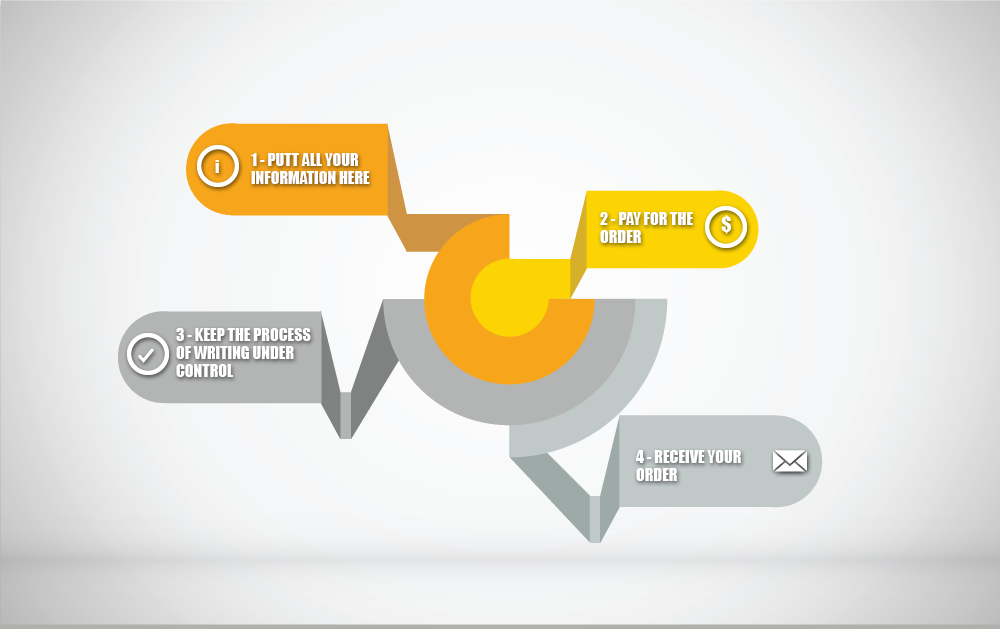 1 - PUTT ALL YOUR
INFORMATION HERE
2 - PAY FOR THE
ORDER
3 - KEEP THE PROCESS
OF WRITING UNDER
CONTROL
4 - RECEIVE YOUR
ORDER